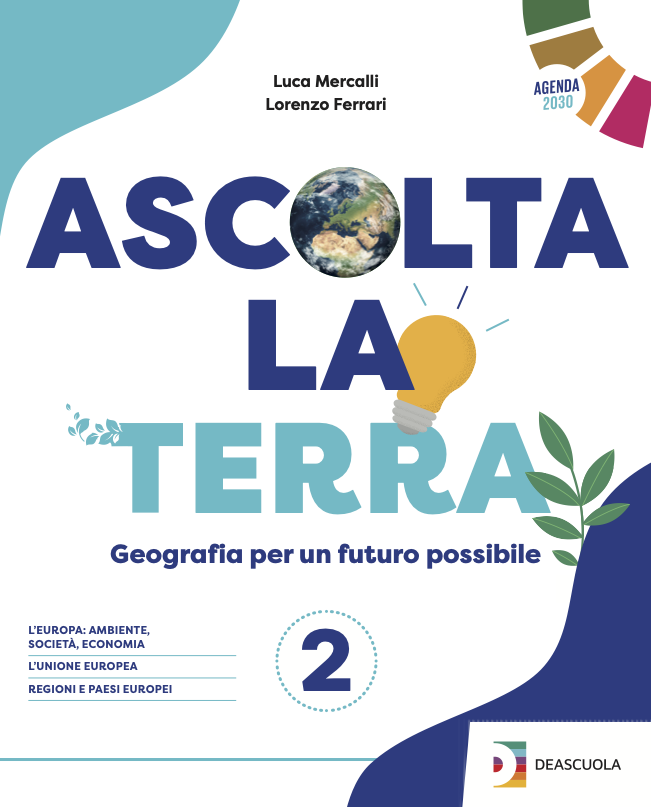 Luca Mercalli
Lorenzo Ferrari
AGENDA
2030
ASCOLTA
LA
TERRA
Geografia per un futuro possibile
L'EUROPA: AMBIENTE,
SOCIETÀ, ECONOMIA
L'UNIONE EUROPEA
REGIONI E PAESI EUROPEI
2
DEASCUOLA